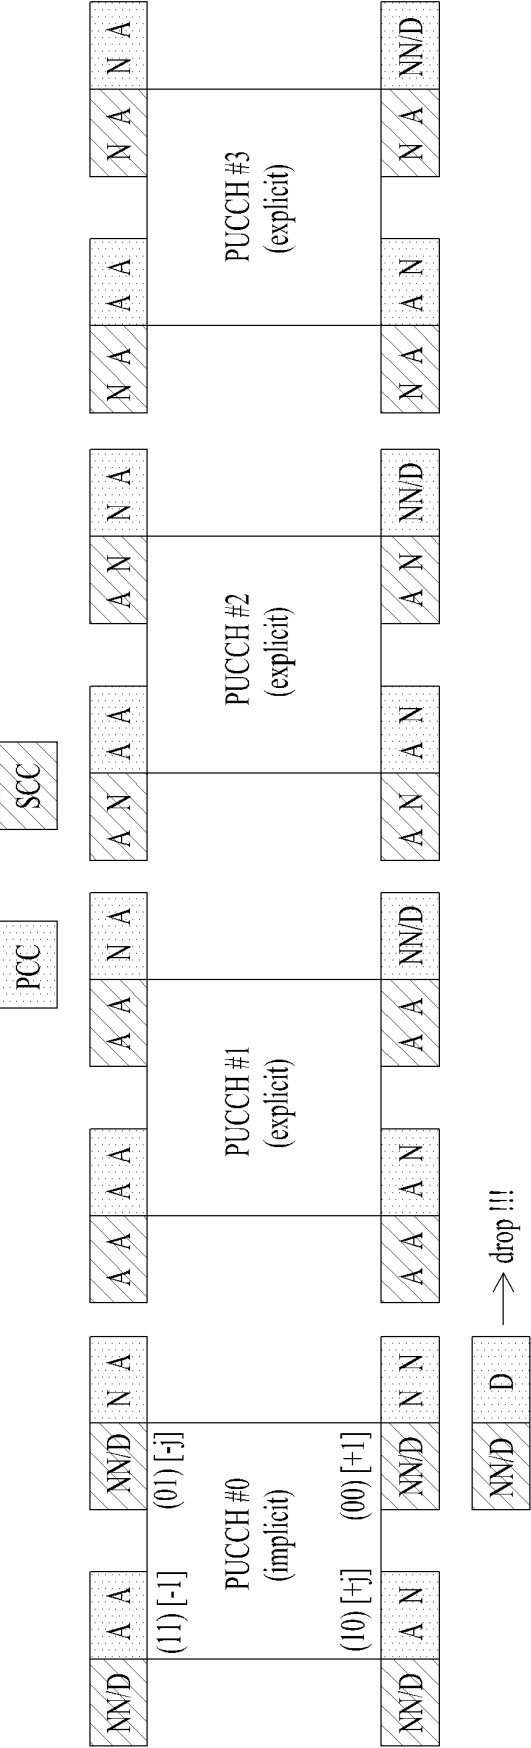 PCC SCC
NN/D A A NN/D N A A A A A A A N A A N A A A N N A N A A A N A N A
(11) [-1] (01) [-j]
PUCCH #0 PUCCH #1 PUCCH #2 PUCCH #3
(implicit) (explicit) (explicit) (explicit)
(10) [+j] (00) [+1]
NN/D A N NN/D N N A A A N A A NN/D A N A N A N NN/D N A A N N A NN/D
NN/D D → drop !!!